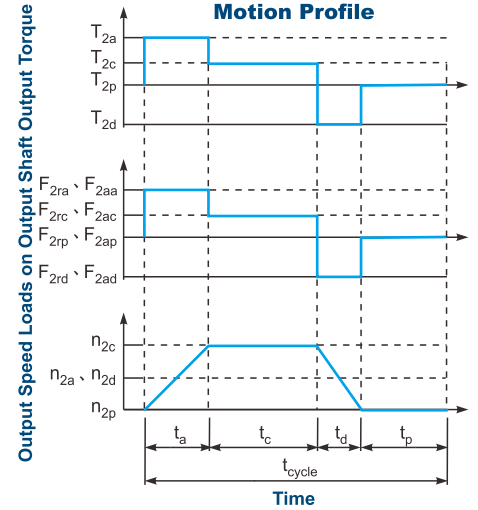 Motion Profile
Output Speed Loads on Output Shaft Output Torque
T2a
T2c
T2p
T2d
F2ra、F2aa
F2rc、F2ac
F2rp、F2ap
F2rd、F2ad
n2c
n2a、n2d
n2p
ta tc td tp
tcycle
Time